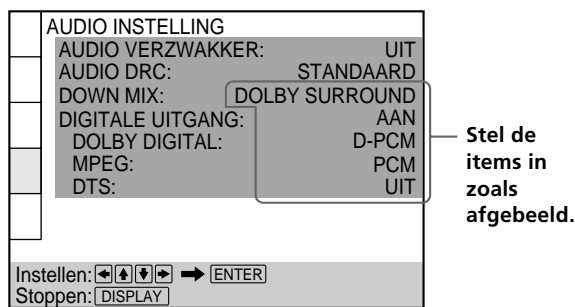 AUDIO INSTELLING
AUDIO VERZWAKKER: UIT
AUDIO DRC: STANDAARD
DOWN MIX: DOLBY SURROUND
DIGITALE UITGANG: AAN
DOLBY DIGITAL: D-PCM
MPEG: PCM
DTS: UIT
Stel de
items in
zoals
afgebeeld.
Instellen: ENTER
Stoppen: DISPLAY